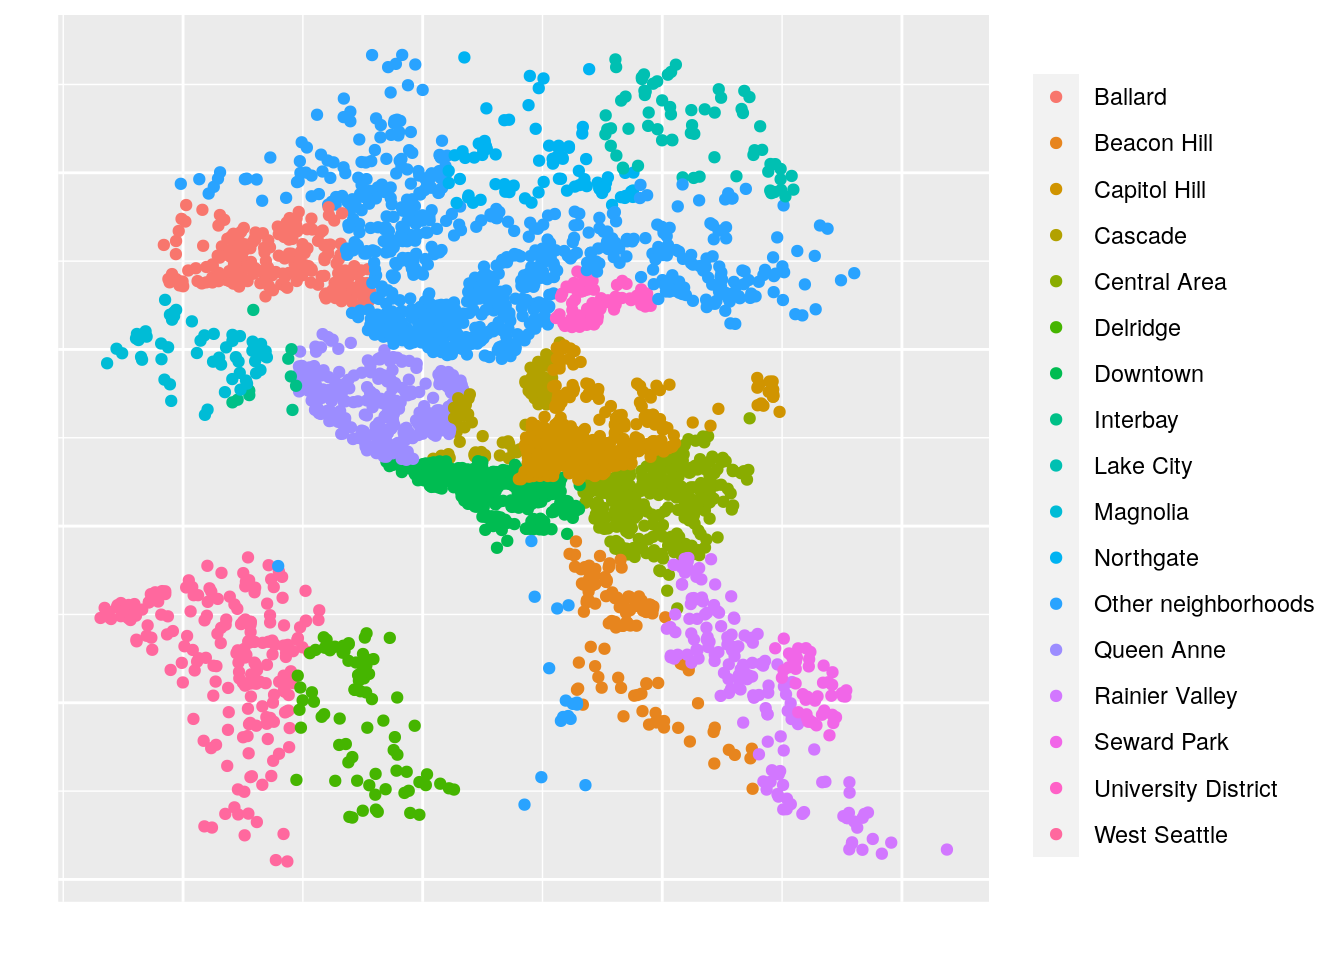 Ballard
Beacon Hill
Capitol Hill
Cascade
Central Area
Delridge
Downtown
Interbay
Lake City
Magnolia
Northgate
Other neighborhoods
Queen Anne
Rainier Valley
Seward Park
University District
West Seattle